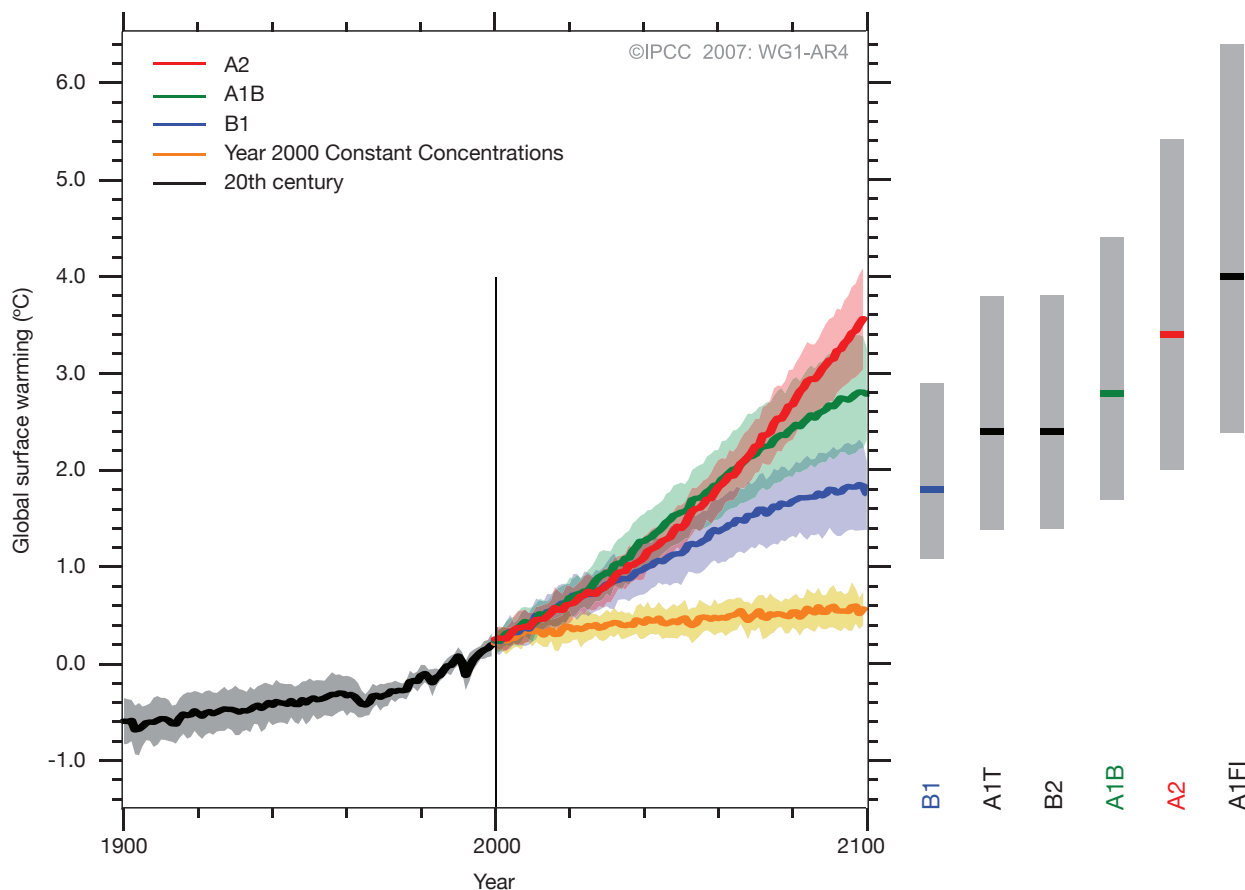 ©IPCC 2007: WG1-AR4
A2
A1B
B1
Year 2000 Constant Concentrations
20th century
6.0
5.0
4.0
3.0
2.0
1.0
0.0
-1.0
Global surface warming (ºC)
1900
2000
2100
Year
B1
A1T
B2
A1B
A2
A1FI